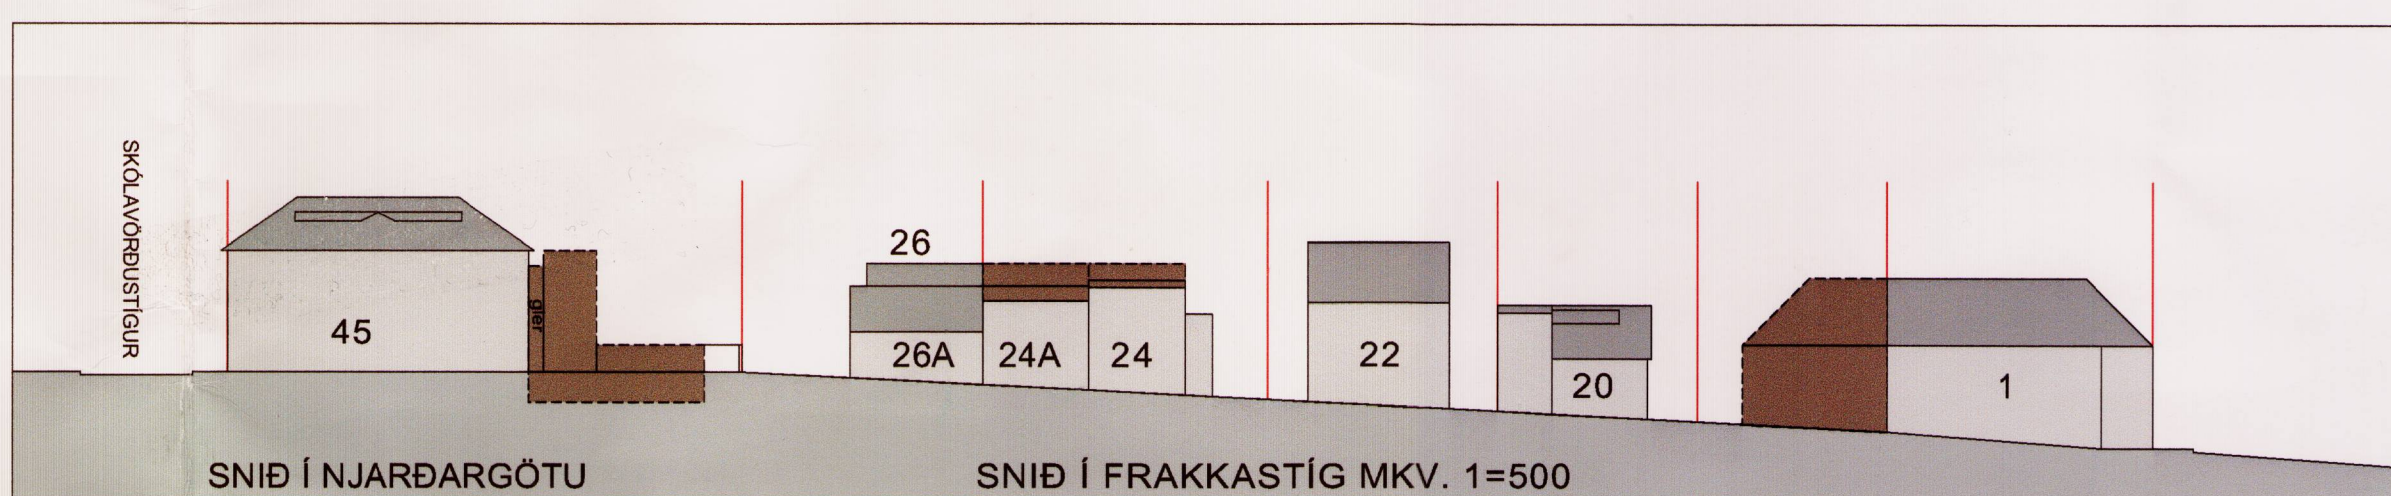 SKÓLAVÖRÐUSTÍGUR
45
gler
26
26A
24A
24
22
20
1
SNIÐ Í NJARÐARGÖTU
SNIÐ Í FRAKKASTÍG MKV. 1=500